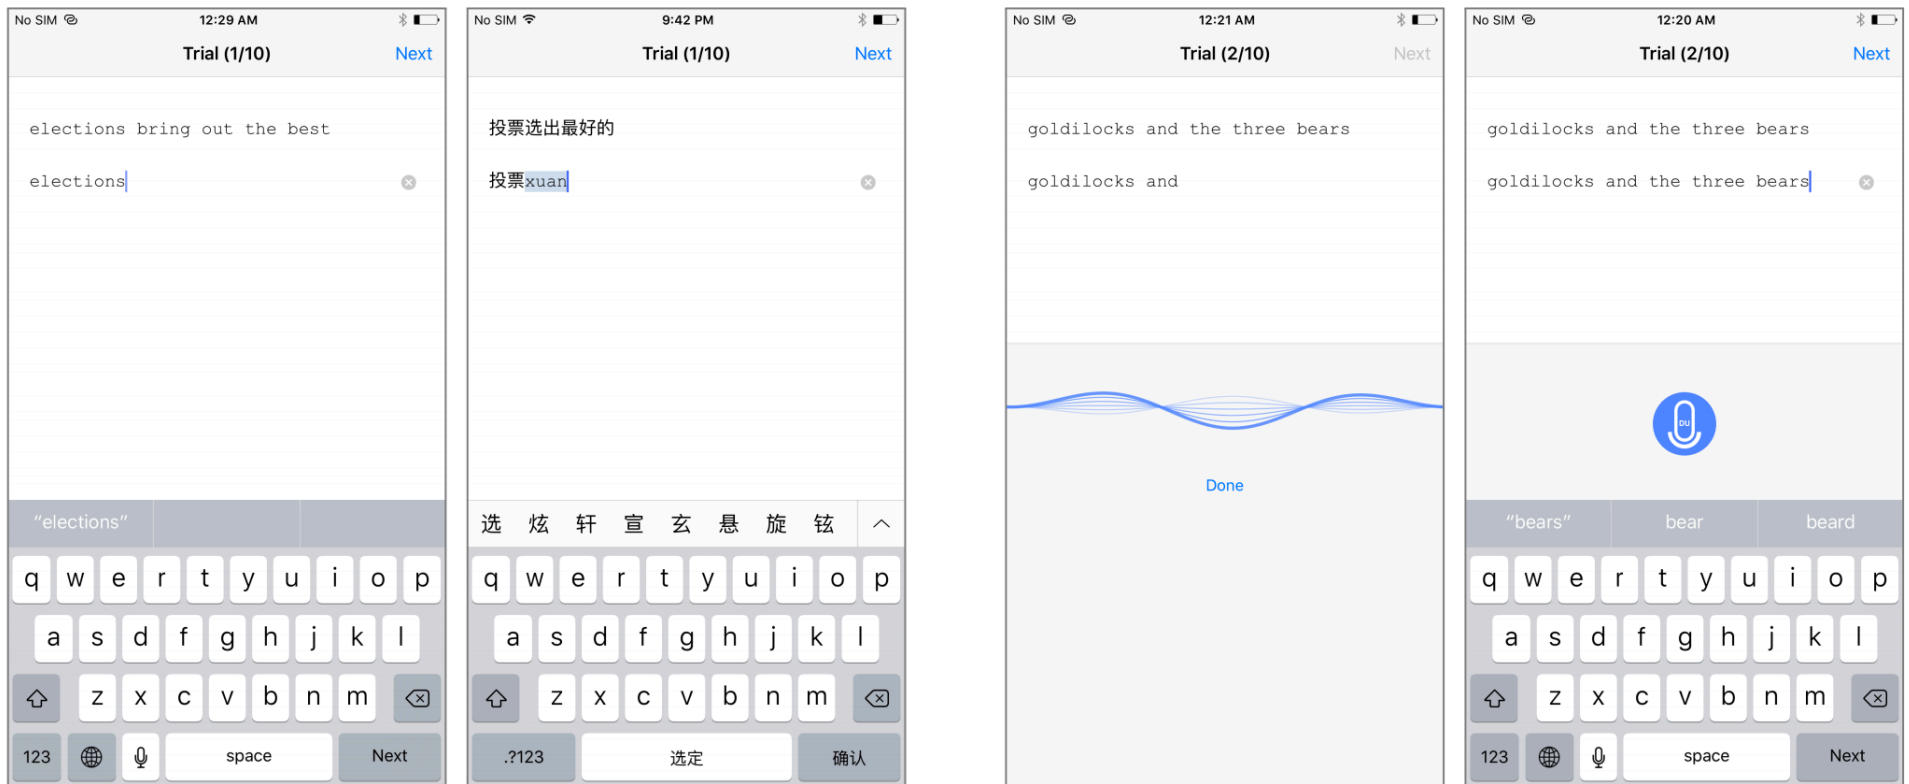 No SIM 12:29 AM
Trial (1/10) Next
elections bring out the best
elections
"elections"
q w e r t y u i o p
a s d f g h j k l
z x c v b n m
123 space Next
No SIM 9:42 PM
Trial (1/10) Next
投票选出最好的
投票xuan
选 炫 轩 宣 玄 悬 旋 铉
q w e r t y u i o p
a s d f g h j k l
z x c v b n m
.?123 选定 确认
No SIM 12:21 AM
Trial (2/10) Next
goldilocks and the three bears
goldilocks and
Done
No SIM 12:20 AM
Trial (2/10) Next
goldilocks and the three bears
goldilocks and the three bears
DU
"bears" bear beard
q w e r t y u i o p
a s d f g h j k l
z x c v b n m
123 space Next